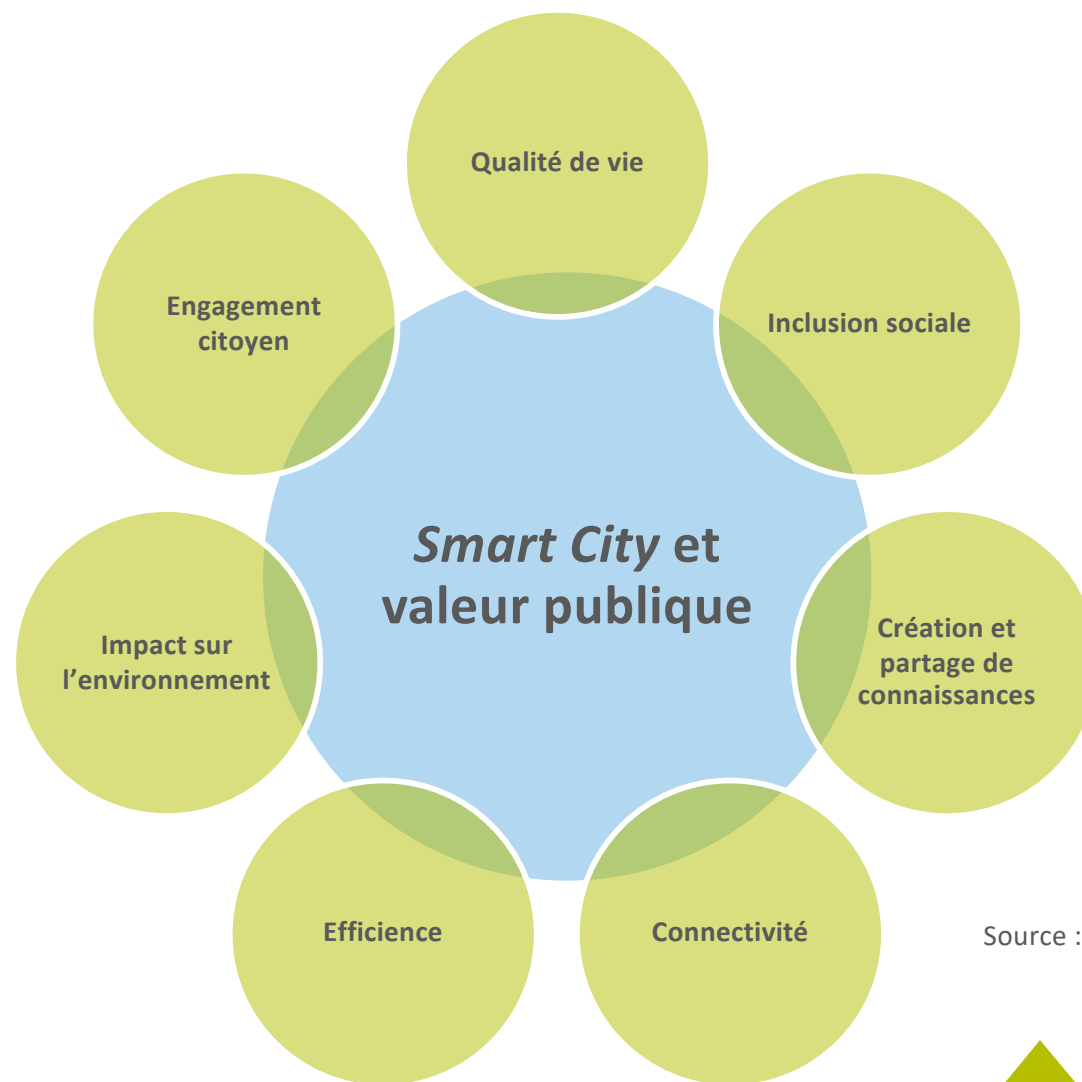 Qualité de vie
Engagement
citoyen
Inclusion sociale
Smart City et
valeur publique
Impact sur
l’environnement
Création et
partage de
connaissances
Efficience
Connectivité
Source :